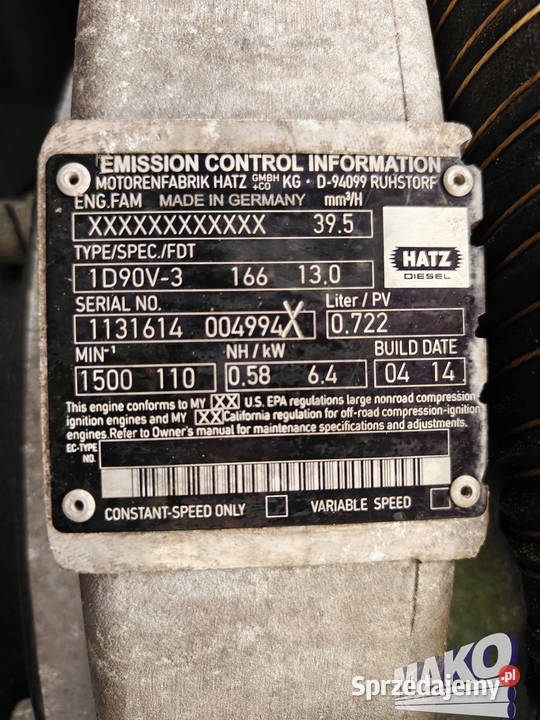 EMISSION CONTROL INFORMATION
MOTORENFABRIK HATZ GMBH +CO KG · D-94099 RUHSTORF
ENG.FAM MADE IN GERMANY mm³/H
XXXXXXXXXXXX 39.5
TYPE/SPEC./FDT
1D90V-3 166 13.0
HATZ
DIESEL
SERIAL NO. Liter / PV
1131614 004994X 0.722
MIN⁻¹ NH / kW BUILD DATE
1500 110 0.58 6.4 04 14
This engine conforms to MY XX U.S. EPA regulations large nonroad compression
ignition engines and MY XX California regulation for off-road compression-ignition
engines. Refer to Owner's manual for maintenance specifications and adjustments.
EC-TYPE
NO.
CONSTANT-SPEED ONLY VARIABLE SPEED
MAKO
Sprzedajemy.pl